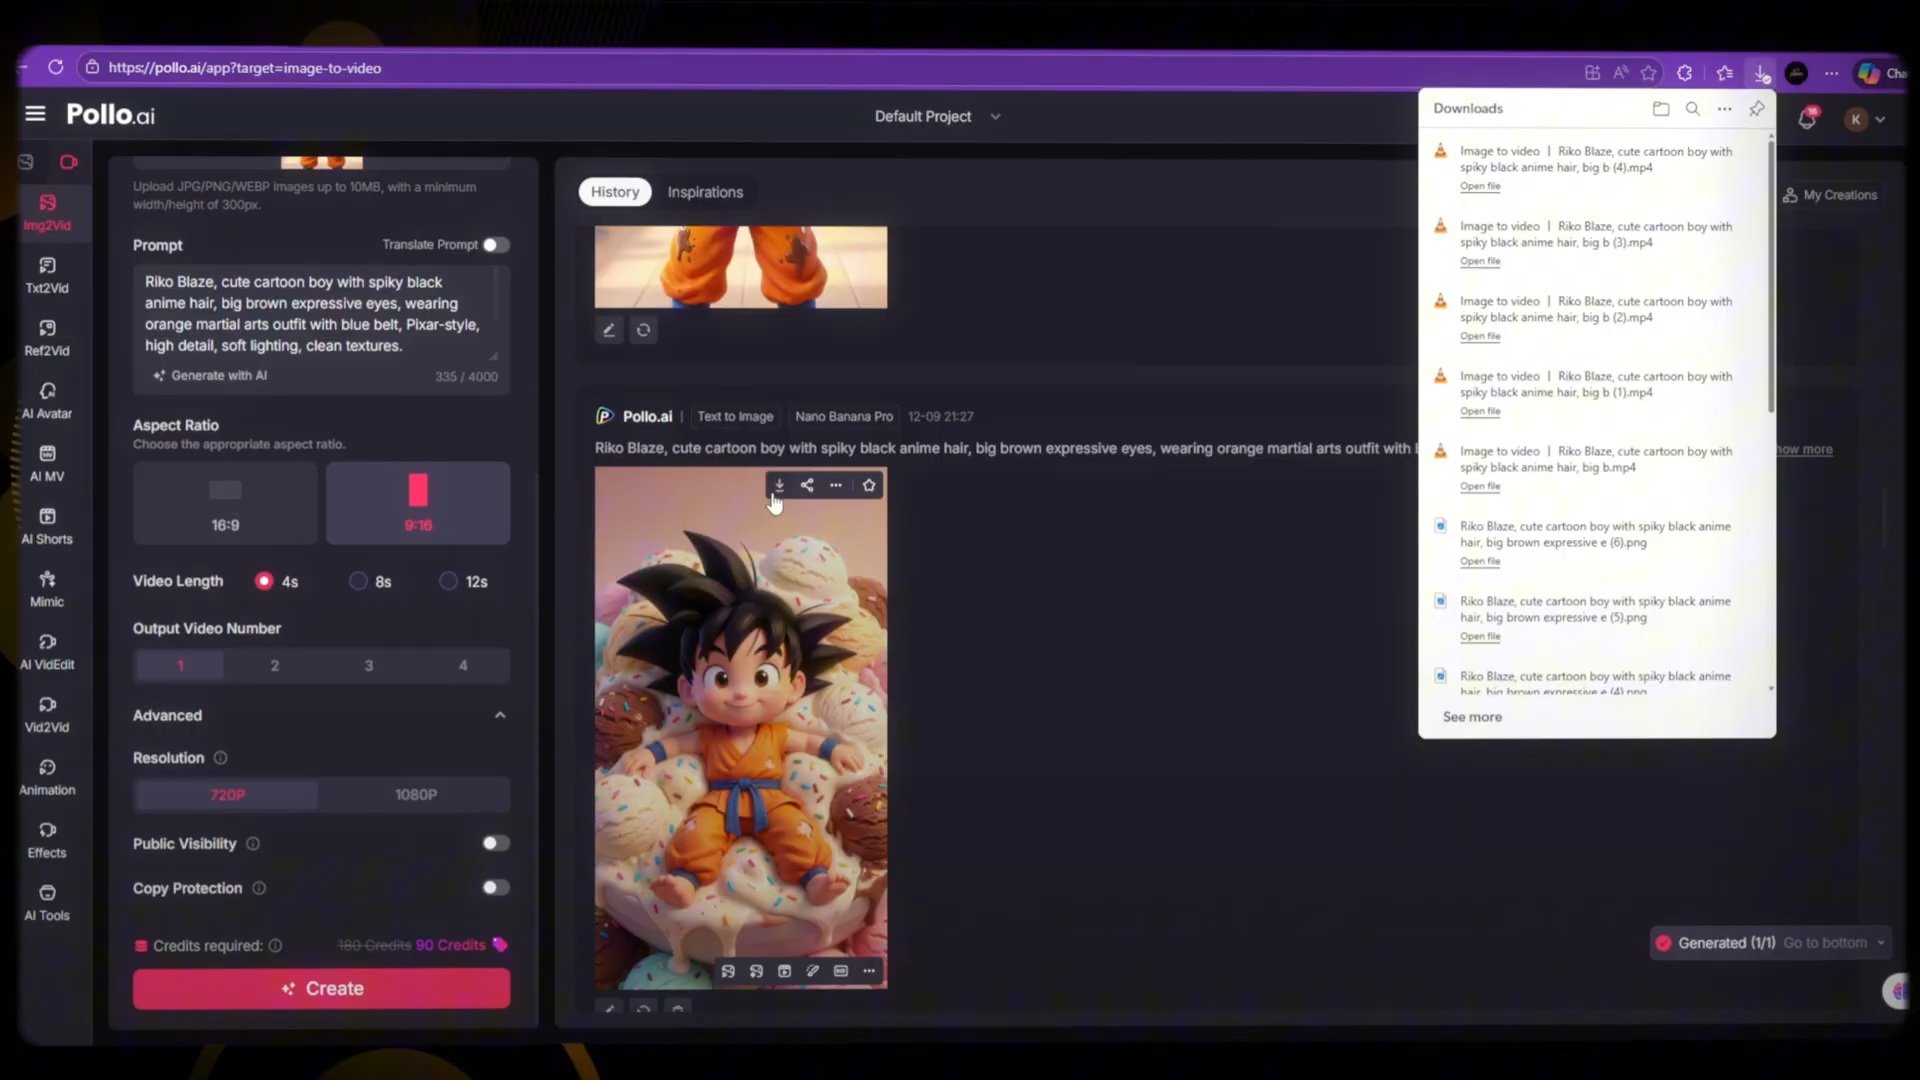 https://pollo.ai/app?target=image-to-video
Cha
Pollo.ai
Default Project
K
Downloads
Image to video | Riko Blaze, cute cartoon boy with
spiky black anime hair, big b (4).mp4
Open file
Image to video | Riko Blaze, cute cartoon boy with
spiky black anime hair, big b (3).mp4
Open file
Image to video | Riko Blaze, cute cartoon boy with
spiky black anime hair, big b (2).mp4
Open file
Image to video | Riko Blaze, cute cartoon boy with
spiky black anime hair, big b (1).mp4
Open file
Image to video | Riko Blaze, cute cartoon boy with
spiky black anime hair, big b.mp4
Open file
Riko Blaze, cute cartoon boy with spiky black anime
hair, big brown expressive e (6).png
Open file
Riko Blaze, cute cartoon boy with spiky black anime
hair, big brown expressive e (5).png
Open file
Riko Blaze, cute cartoon boy with spiky black anime
hair, big brown expressive e (4).png
See more
My Creations
Img2Vid
Txt2Vid
Ref2Vid
AI Avatar
AI MV
AI Shorts
Mimic
AI VidEdit
Vid2Vid
Animation
Effects
AI Tools
Upload JPG/PNG/WEBP images up to 10MB, with a minimum
width/height of 300px.
Prompt
Translate Prompt
Riko Blaze, cute cartoon boy with spiky black
anime hair, big brown expressive eyes, wearing
orange martial arts outfit with blue belt, Pixar-style,
high detail, soft lighting, clean textures.
Generate with AI
335 / 4000
Aspect Ratio
Choose the appropriate aspect ratio.
16:9
9:16
Video Length
4s
8s
12s
Output Video Number
1
2
3
4
Advanced
Resolution
720P
1080P
Public Visibility
Copy Protection
Credits required:
180 Credits 90 Credits
Create
History
Inspirations
Pollo.ai | Text to Image Nano Banana Pro 12-09 21:27
Riko Blaze, cute cartoon boy with spiky black anime hair, big brown expressive eyes, wearing orange martial arts outfit with
how more
Generated (1/1) Go to bottom